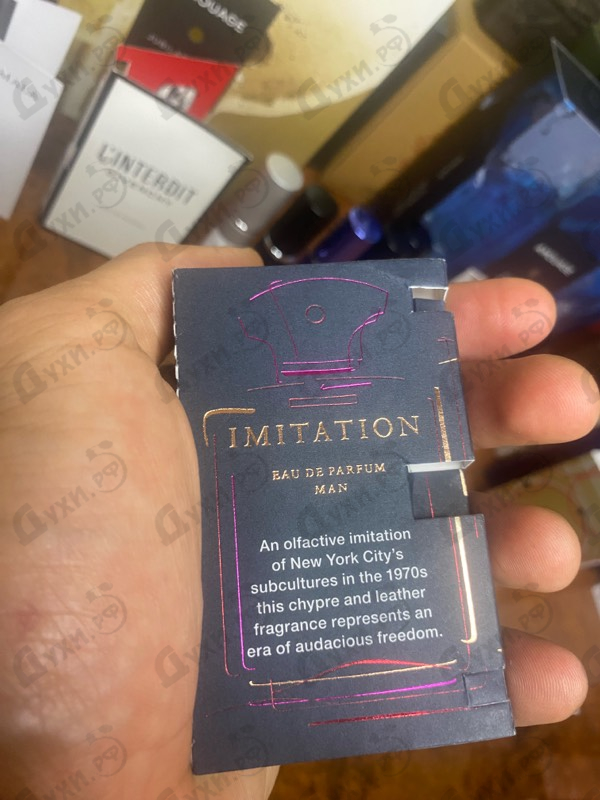 OUAGE
L'INTERDIT
IMITATION
EAU DE PARFUM
MAN
An olfactive imitation
of New York City's
subcultures in the 1970s
this chypre and leather
fragrance represents an
era of audacious freedom.
Духи.рф